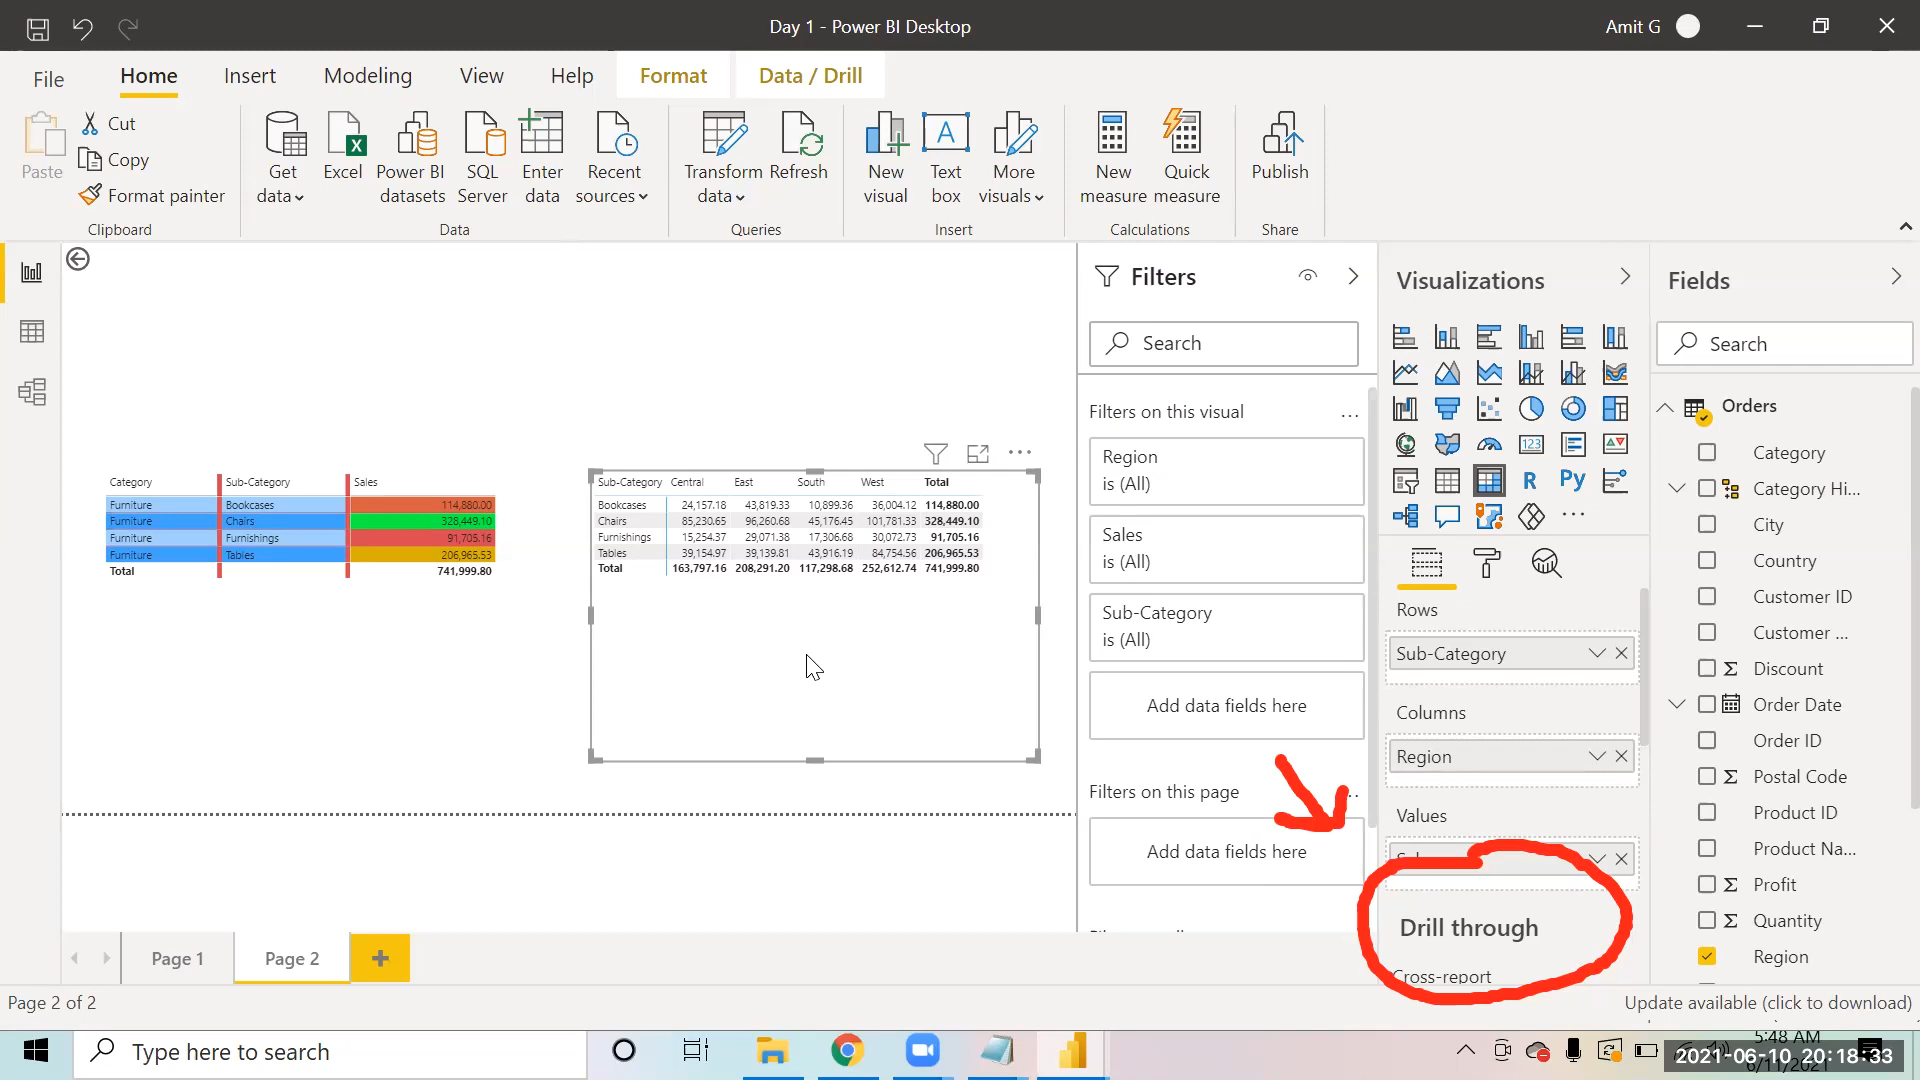 Day 1 - Power BI Desktop
Amit G
File
Home
Insert
Modeling
View
Help
Format
Data / Drill
Paste
Cut
Copy
Format painter
Clipboard
Get data
Excel
Power BI datasets
SQL Server
Enter data
Recent sources
Data
Transform data
Refresh
Queries
New visual
Text box
More visuals
Insert
New measure
Quick measure
Calculations
Publish
Share
Category Sub-Category Sales
Furniture Bookcases 114,880.00
Furniture Chairs 328,449.10
Furniture Furnishings 91,705.16
Furniture Tables 206,965.53
Total 741,999.80
Sub-Category Central East South West Total
Bookcases 24,157.18 43,819.33 10,899.36 36,004.12 114,880.00
Chairs 85,230.65 96,260.68 45,176.45 101,781.33 328,449.10
Furnishings 15,254.37 29,071.38 17,306.68 30,072.73 91,705.16
Tables 39,154.97 39,139.81 43,916.19 84,754.56 206,965.53
Total 163,797.16 208,291.20 117,298.68 252,612.74 741,999.80
Filters
Search
Filters on this visual
...
Region
is (All)
Sales
is (All)
Sub-Category
is (All)
Add data fields here
Filters on this page
Add data fields here
Visualizations
123
R
Py
...
Rows
Sub-Category
Columns
Region
Values
Drill through
Cross-report
Fields
Search
Orders
Category
Category Hi...
City
Country
Customer ID
Customer ...
Discount
Order Date
Order ID
Postal Code
Product ID
Product Na...
Profit
Quantity
Region
Page 1
Page 2
Page 2 of 2
Update available (click to download)
Type here to search
5:48 AM
2021-06-10 20:18:33